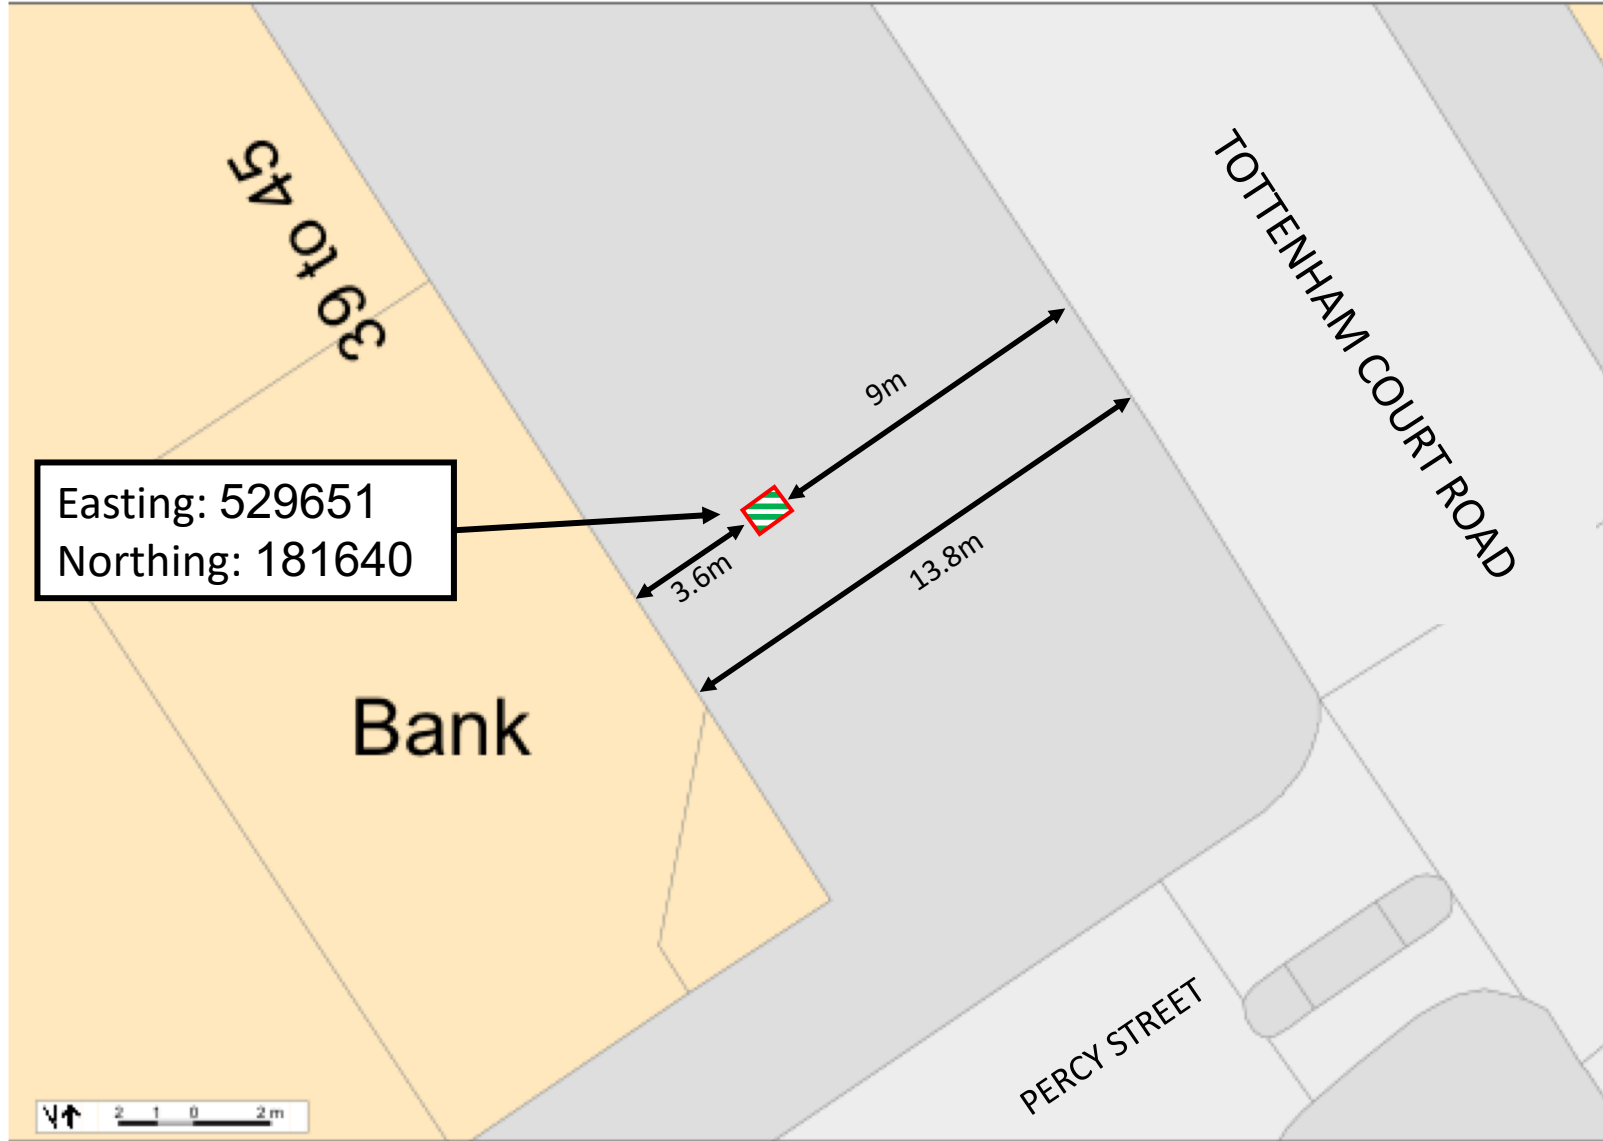 39 to 45
TOTTENHAM COURT ROAD
9m
Easting: 529651
Northing: 181640
3.6m
13.8m
Bank
PERCY STREET
2 1 0 2 m